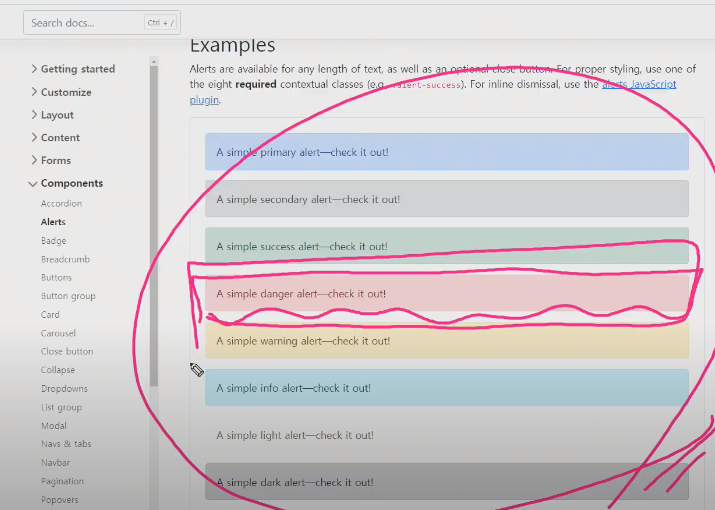 Search docs...
Ctrl + /
Getting started
Customize
Layout
Content
Forms
Components
Accordion
Alerts
Badge
Breadcrumb
Buttons
Button group
Card
Carousel
Close button
Collapse
Dropdowns
List group
Modal
Navs & tabs
Navbar
Pagination
Popovers
Examples
Alerts are available for any length of text, as well as an optional close button. For proper styling, use one of
the eight required contextual classes (e.g., .alert-success). For inline dismissal, use the alerts JavaScript
plugin.
A simple primary alert—check it out!
A simple secondary alert—check it out!
A simple success alert—check it out!
A simple danger alert—check it out!
A simple warning alert—check it out!
A simple info alert—check it out!
A simple light alert—check it out!
A simple dark alert—check it out!